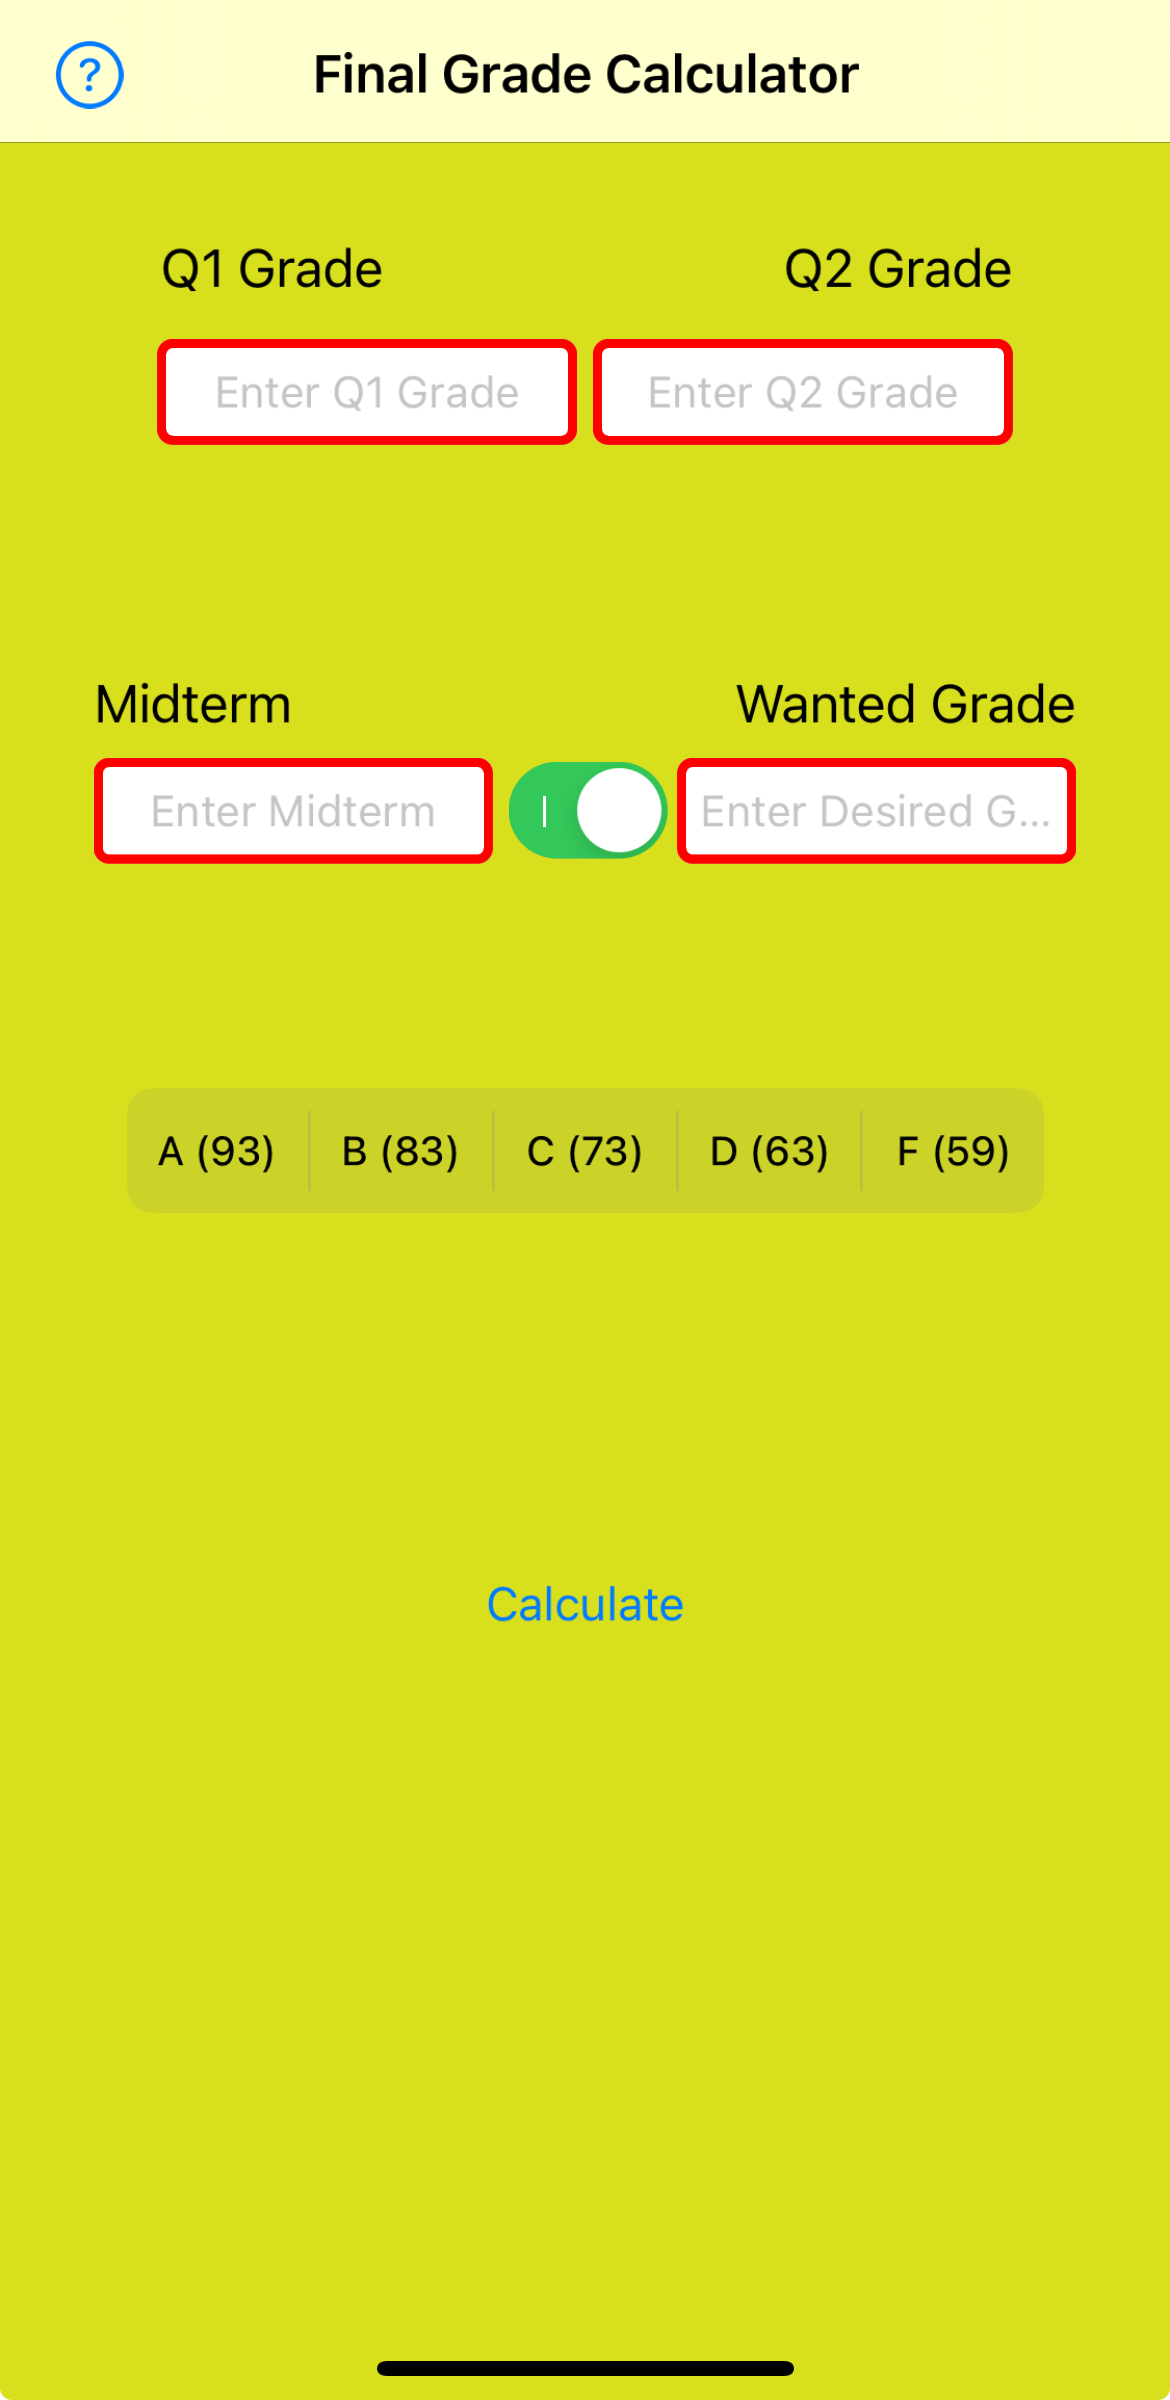 ?
Final Grade Calculator
Q1 Grade
Q2 Grade
Enter Q1 Grade
Enter Q2 Grade
Midterm
Wanted Grade
Enter Midterm
Enter Desired G...
A (93)
B (83)
C (73)
D (63)
F (59)
Calculate